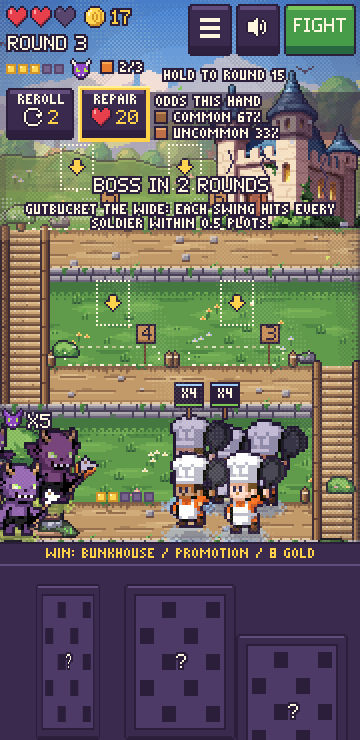 17
FIGHT
ROUND 3
2/3
HOLD TO ROUND 15
REROLL
2
REPAIR
20
ODDS THIS HAND
COMMON 67%
UNCOMMON 33%
BOSS IN 2 ROUNDS
GUTBUCKET THE WIDE: EACH SWING HITS EVERY
SOLDIER WITHIN 0.5 PLOTS.
4
3
X4
X4
X5
WIN: BUNKHOUSE / PROMOTION / 8 GOLD
?
?
?